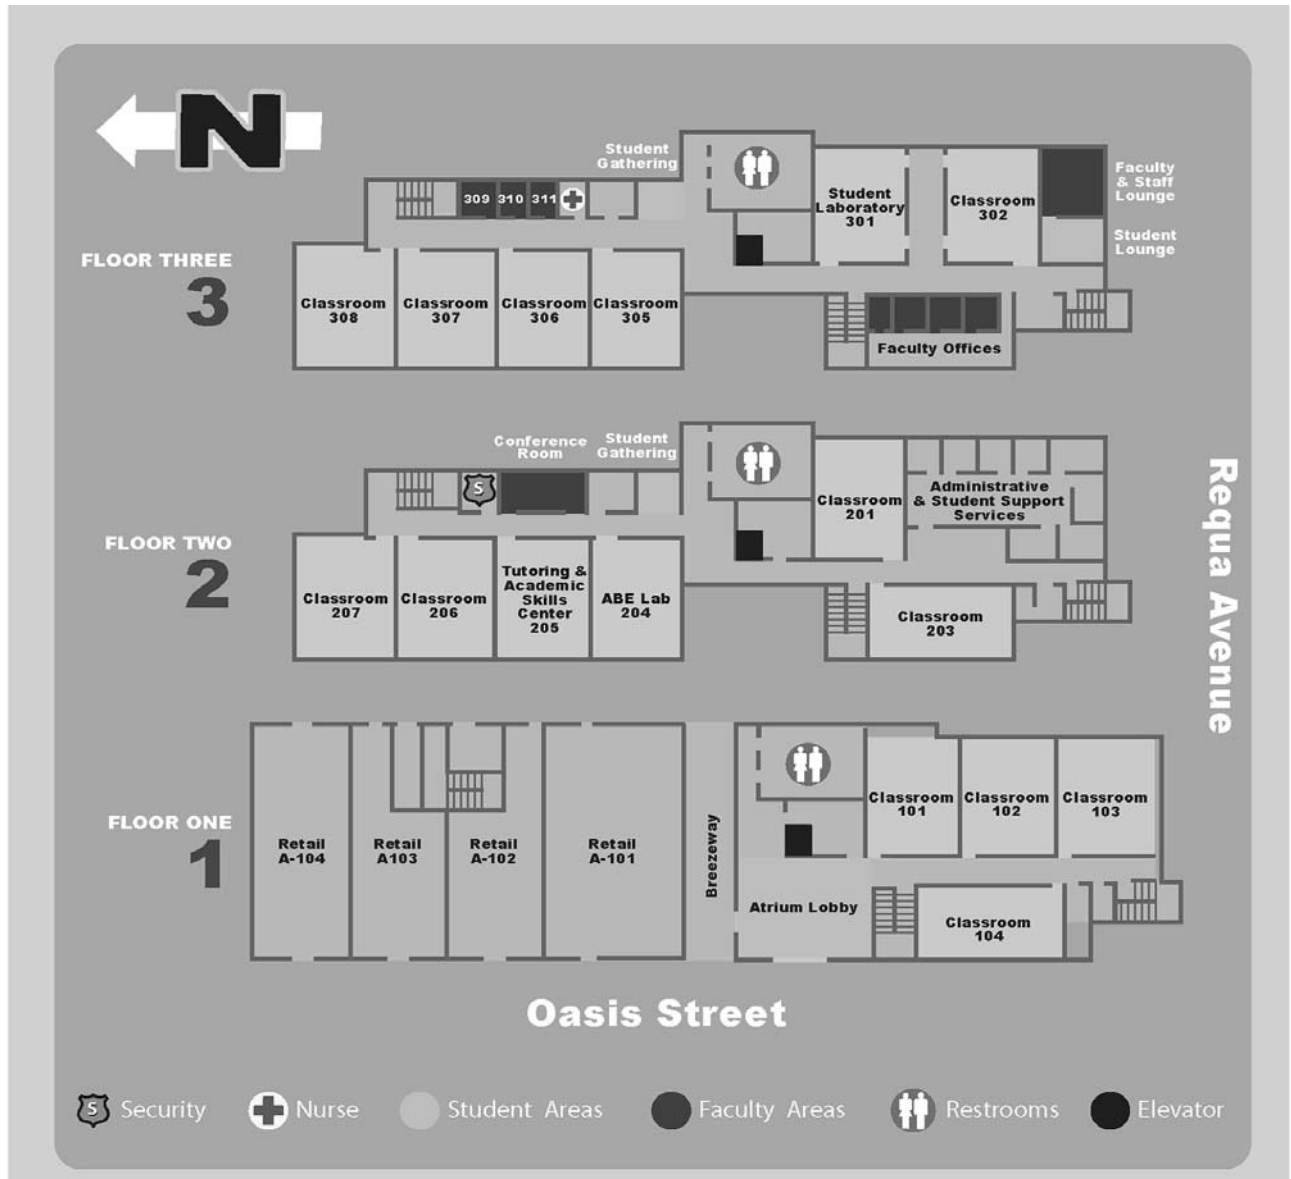 N
Student
Gathering
309 310 311
Student
Laboratory
301
Classroom
302
Faculty
& Staff
Lounge
Student
Lounge
FLOOR THREE
3
Classroom
308
Classroom
307
Classroom
306
Classroom
305
Faculty Offices
Conference
Room
Student
Gathering
S
Classroom
201
Administrative
& Student Support
Services
FLOOR TWO
2
Classroom
207
Classroom
206
Tutoring &
Academic
Skills
Center
205
ABE Lab
204
Classroom
203
Requa Avenue
FLOOR ONE
1
Retail
A-104
Retail
A103
Retail
A-102
Retail
A-101
Breezeway
Classroom
101
Classroom
102
Classroom
103
Atrium Lobby
Classroom
104
Oasis Street
S Security
Nurse
Student Areas
Faculty Areas
Restrooms
Elevator